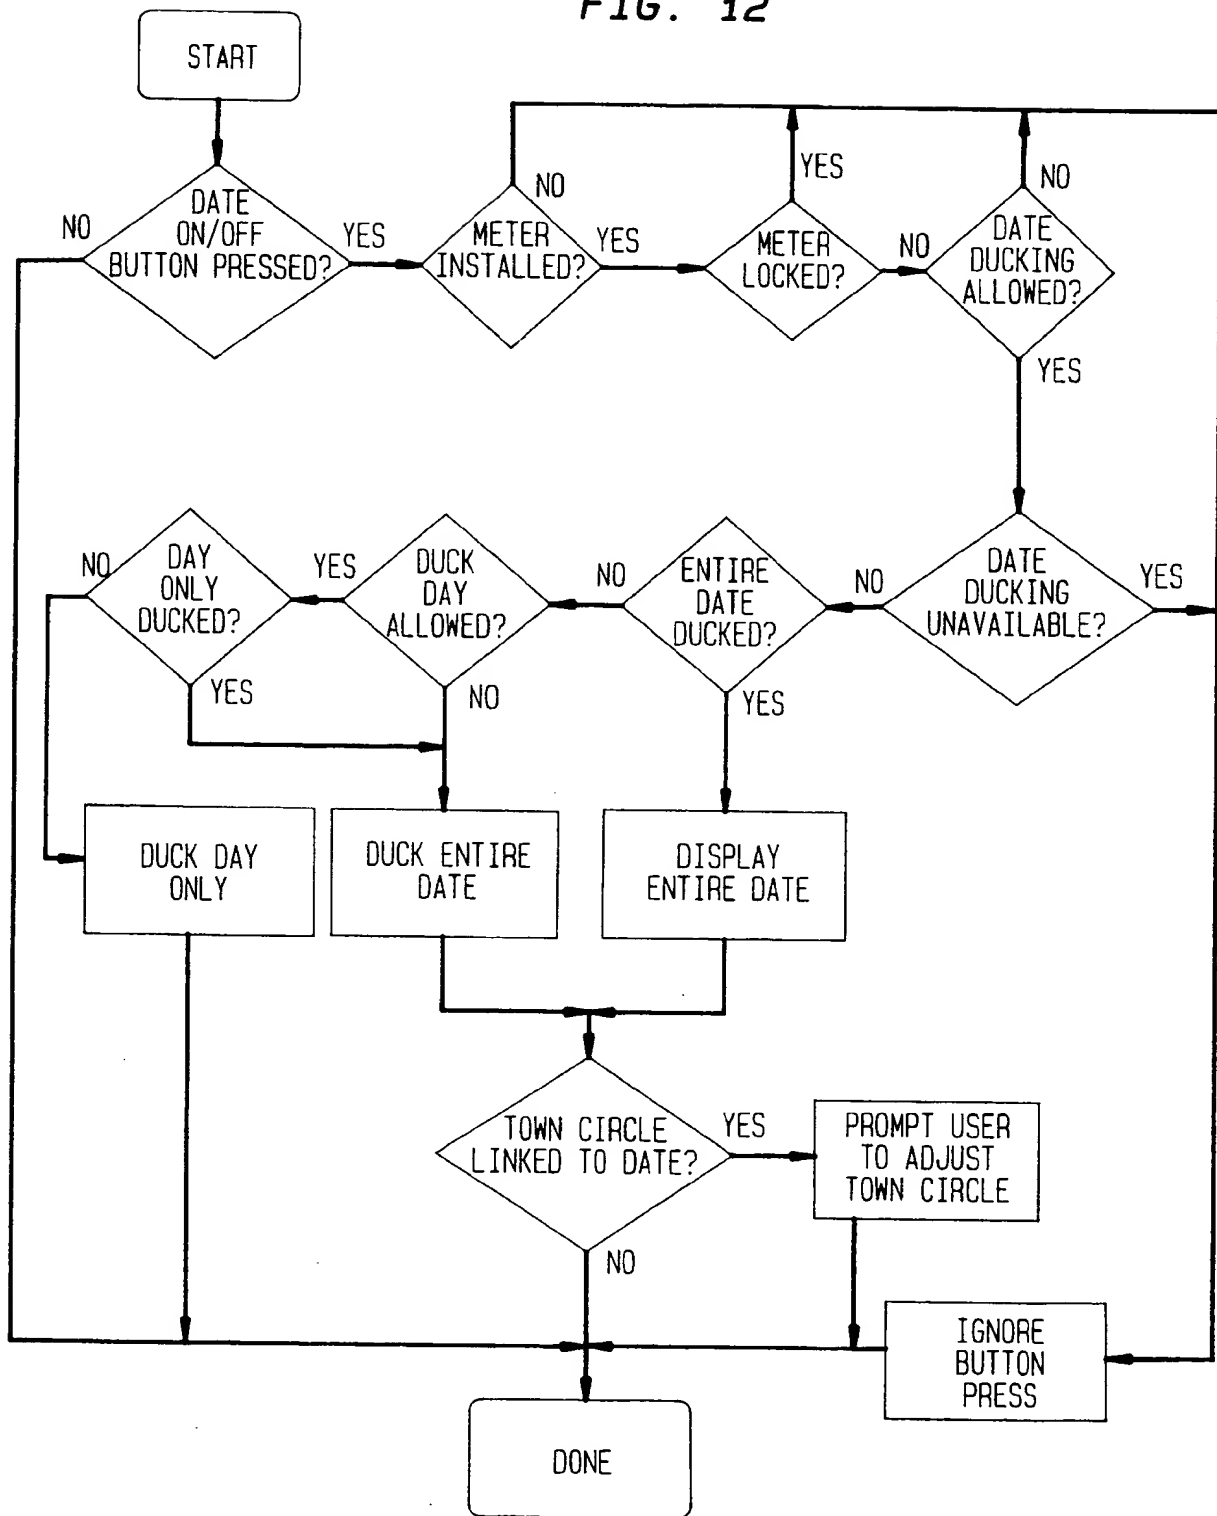 FIG. 12
START
DATE
ON/OFF
BUTTON PRESSED?
NO
YES
METER
INSTALLED?
NO
YES
METER
LOCKED?
YES
NO
DATE
DUCKING
ALLOWED?
NO
YES
DATE
DUCKING
UNAVAILABLE?
YES
NO
ENTIRE
DATE
DUCKED?
NO
YES
DUCK
DAY
ALLOWED?
YES
NO
DAY
ONLY
DUCKED?
NO
YES
DUCK DAY
ONLY
DUCK ENTIRE
DATE
DISPLAY
ENTIRE DATE
TOWN CIRCLE
LINKED TO DATE?
YES
NO
PROMPT USER
TO ADJUST
TOWN CIRCLE
IGNORE
BUTTON
PRESS
DONE